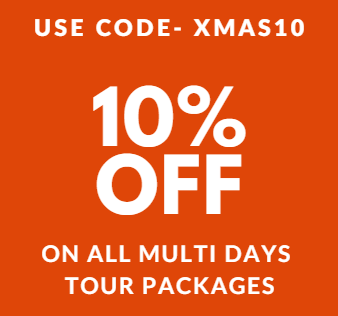 USE CODE- XMAS10
10%
OFF
ON ALL MULTI DAYS
TOUR PACKAGES